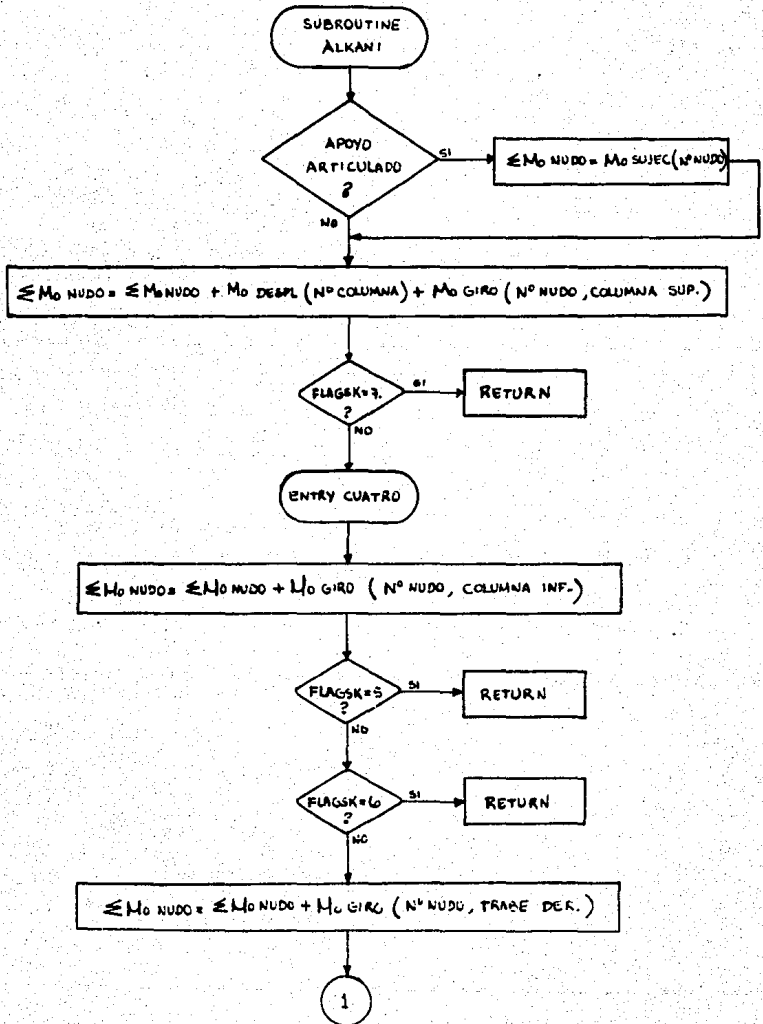 SUBROUTINE
ALKANI
APOYO
ARTICULADO
?
SI
ΣMo NUDO = Mo SUJEC (Nº NUDO)
NO
ΣMo NUDO = ΣMo NUDO + Mo DESPL (Nº COLUMNA) + Mo GIRO (Nº NUDO, COLUMNA SUP.)
FLAGSK=7.
?
SI
RETURN
NO
ENTRY CUATRO
ΣMo NUDO = ΣMo NUDO + Mo GIRO (Nº NUDO, COLUMNA INF.)
FLAGSK=5
?
SI
RETURN
NO
FLAGSK=6
?
SI
RETURN
NO
ΣMo NUDO = ΣMo NUDO + Mo GIRO (Nº NUDO, TRABE DER.)
1